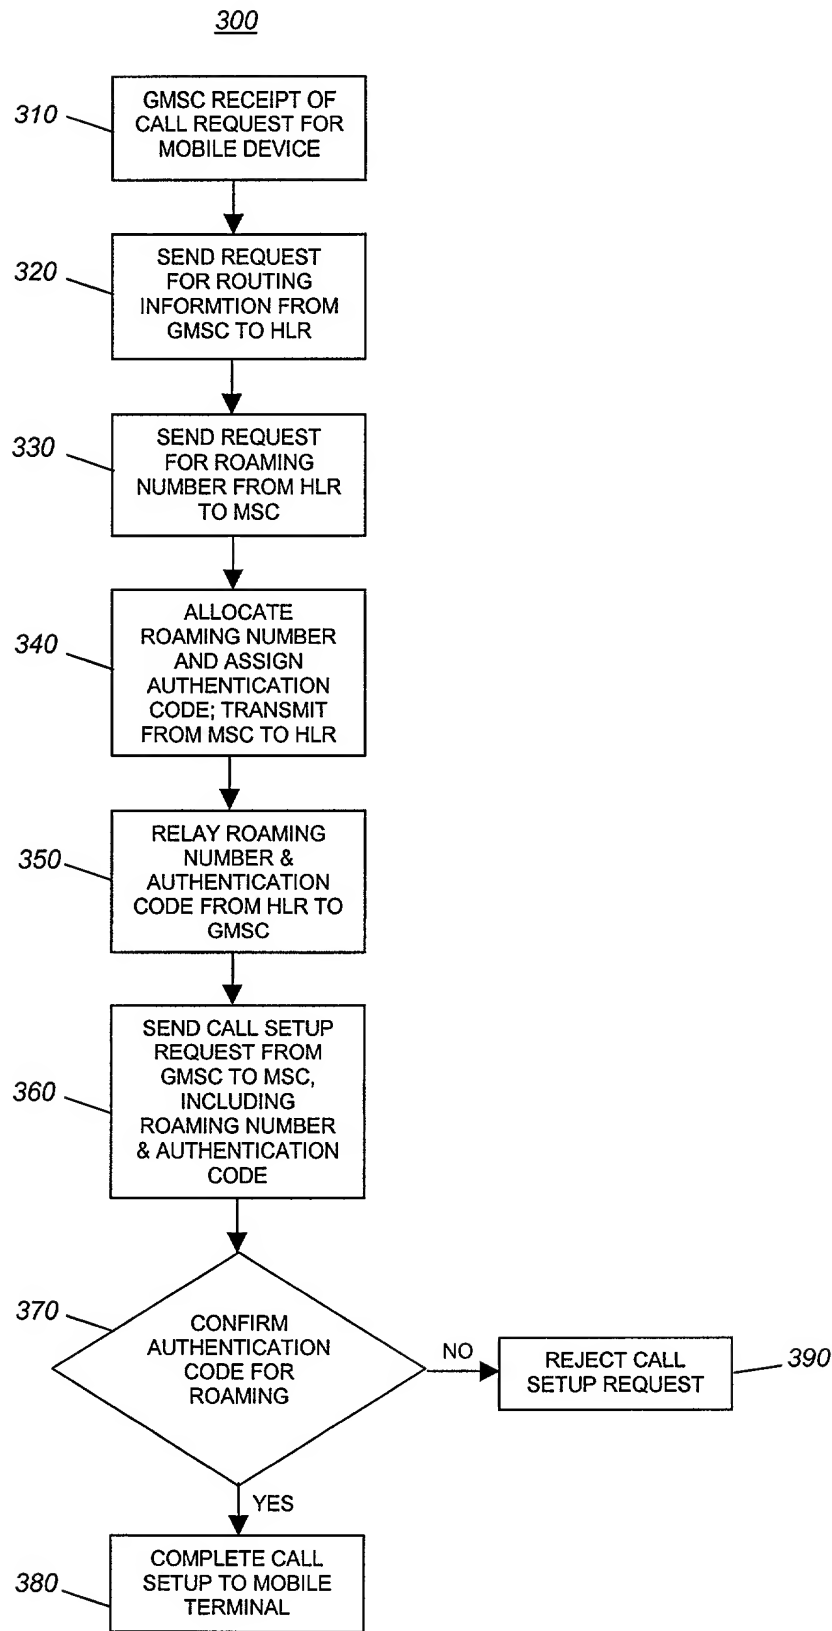 300
310
GMSC RECEIPT OF
CALL REQUEST FOR
MOBILE DEVICE
320
SEND REQUEST
FOR ROUTING
INFORMTION FROM
GMSC TO HLR
330
SEND REQUEST
FOR ROAMING
NUMBER FROM HLR
TO MSC
340
ALLOCATE
ROAMING NUMBER
AND ASSIGN
AUTHENTICATION
CODE; TRANSMIT
FROM MSC TO HLR
350
RELAY ROAMING
NUMBER &
AUTHENTICATION
CODE FROM HLR TO
GMSC
360
SEND CALL SETUP
REQUEST FROM
GMSC TO MSC,
INCLUDING
ROAMING NUMBER
& AUTHENTICATION
CODE
370
CONFIRM
AUTHENTICATION
CODE FOR
ROAMING
NO
REJECT CALL
SETUP REQUEST
390
YES
380
COMPLETE CALL
SETUP TO MOBILE
TERMINAL